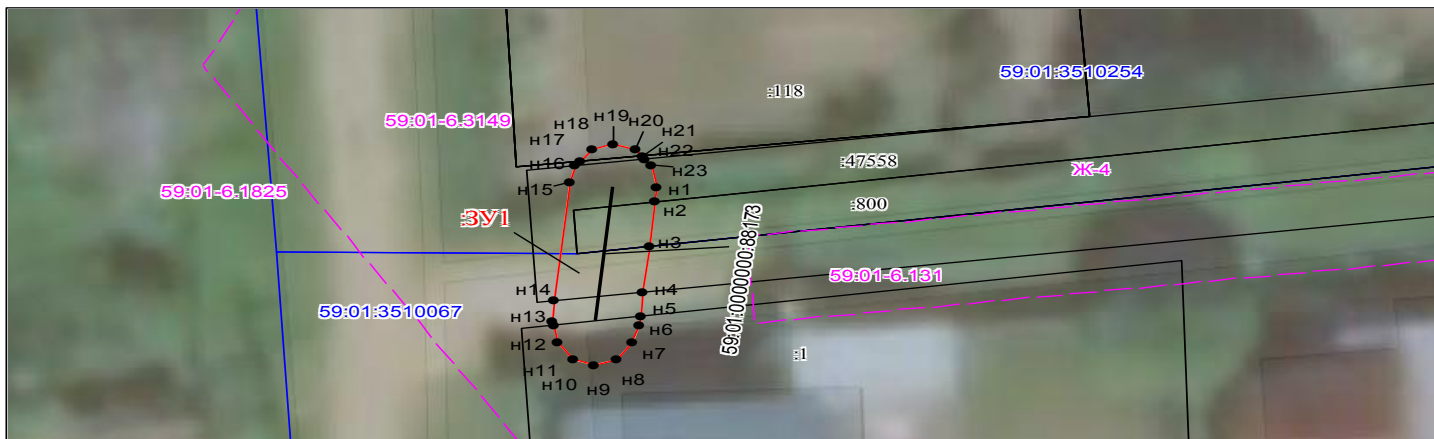 59:01:3510254
:118
59:01-6.3149
н19
н18
н20
н17
н21
н22
н16
н23
:47558
Ж-4
59:01-6.1825
н15
н1
:800
н2
:ЗУ1
59:01:0000000:88173
н3
59:01-6.131
н14
н4
59:01:3510067
н13
н5
н6
н12
н7
:1
н11
н8
н10
н9